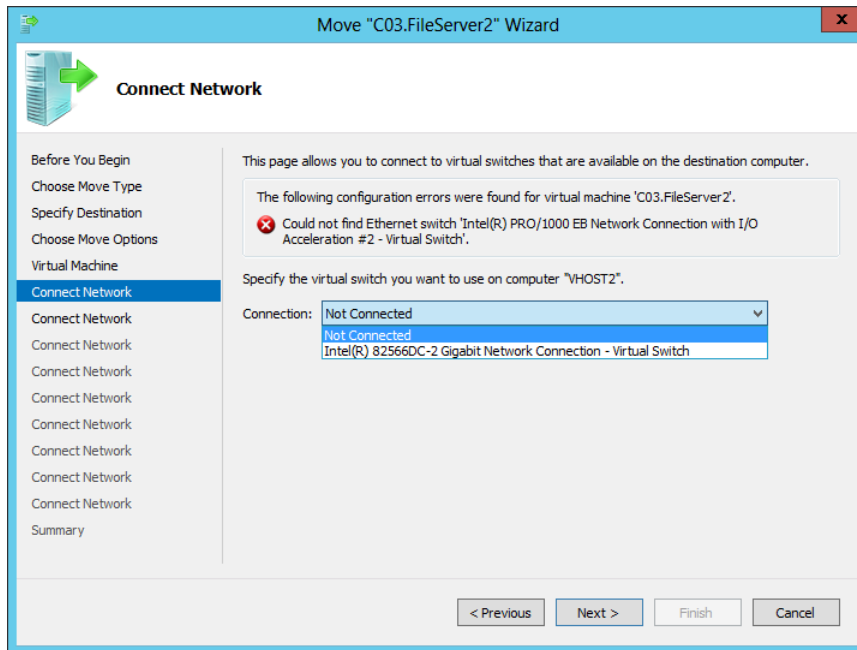 Move "C03.FileServer2" Wizard
x
Connect Network
Before You Begin
Choose Move Type
Specify Destination
Choose Move Options
Virtual Machine
Connect Network
Connect Network
Connect Network
Connect Network
Connect Network
Connect Network
Connect Network
Connect Network
Connect Network
Summary
This page allows you to connect to virtual switches that are available on the destination computer.
The following configuration errors were found for virtual machine 'C03.FileServer2'.
Could not find Ethernet switch 'Intel(R) PRO/1000 EB Network Connection with I/O
Acceleration #2 - Virtual Switch'.
Specify the virtual switch you want to use on computer "VHOST2".
Connection: Not Connected
Not Connected
Intel(R) 82566DC-2 Gigabit Network Connection - Virtual Switch
< Previous Next > Finish Cancel